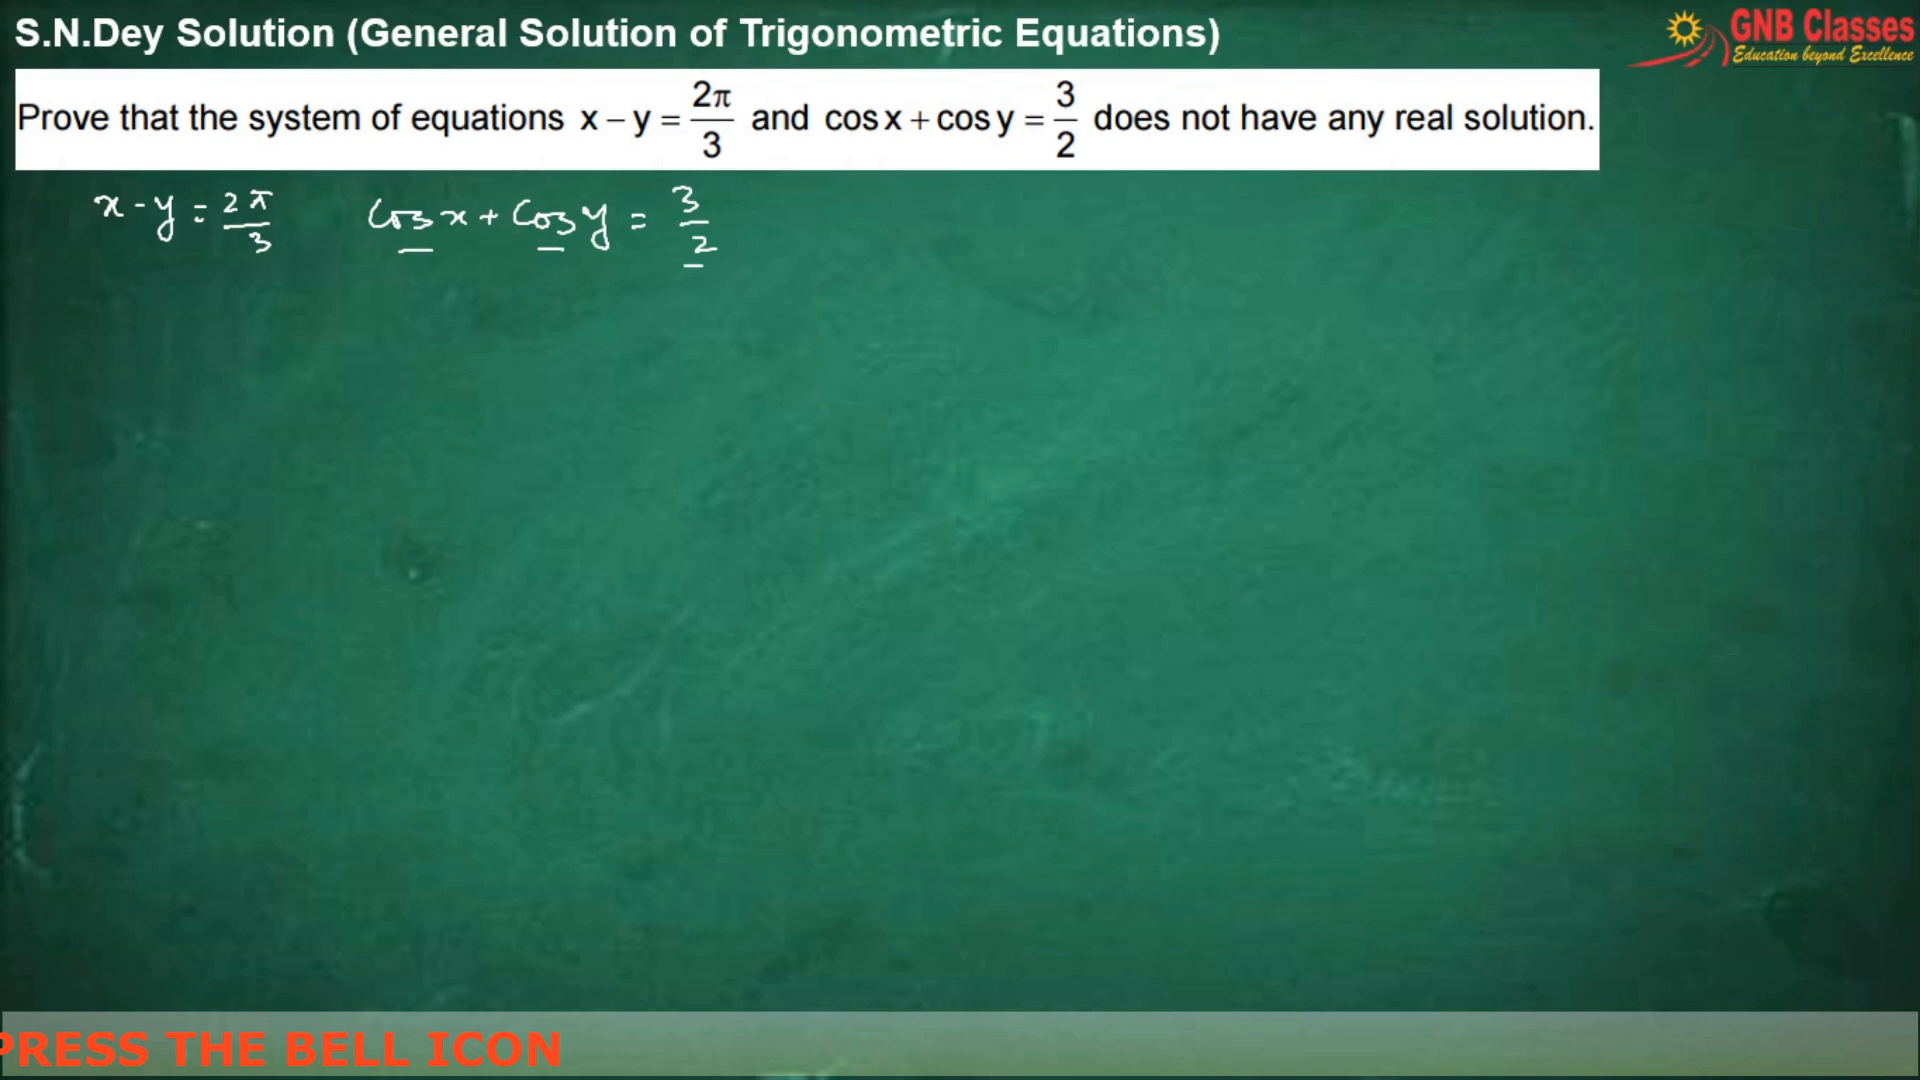 S.N.Dey Solution (General Solution of Trigonometric Equations)
GNB Classes
Education beyond Excellence
Prove that the system of equations x − y = 2π/3 and cos x + cos y = 3/2 does not have any real solution.
x - y = 2π/3 cos x + cos y = 3/2
PRESS THE BELL ICON